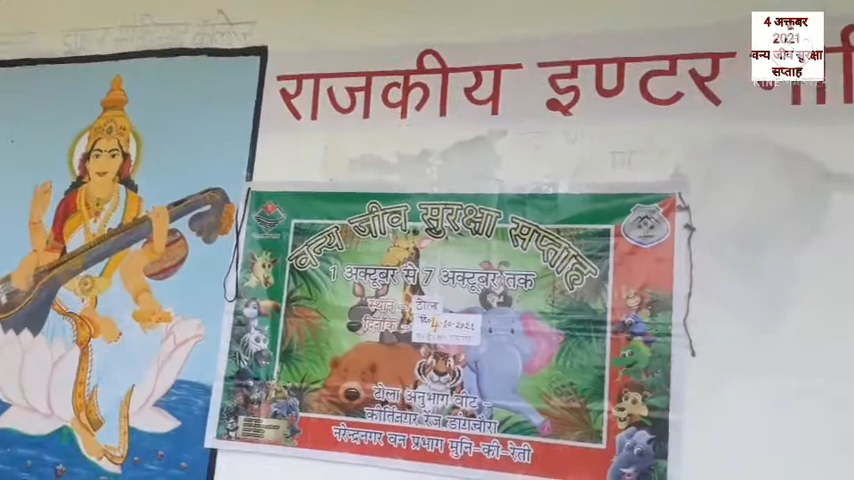 4 अक्तूबर
2021
वन्य जीव सुरक्षा
सप्ताह
राजकीय इण्टर
वन्य जीव सुरक्षा सप्ताह
1 अक्टूबर से 7 अक्टूबर तक
स्थान - टोला
दिनांक - दि० 4-10-2021
टोला अनुभाग बीट -
कीर्तिनगर रेंज डांगचौरा
नरेन्द्रनगर वन प्रभाग मुनि-की-रेती